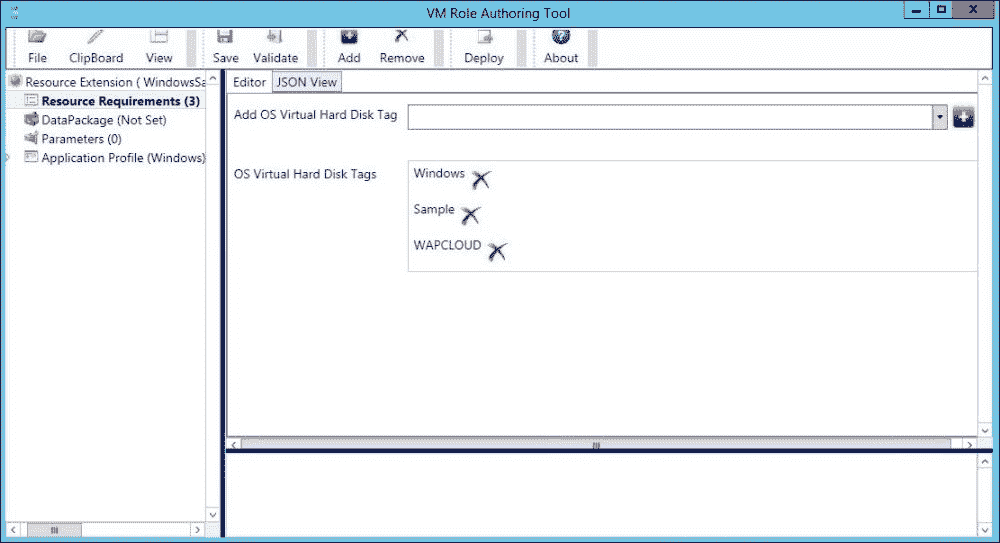 VM Role Authoring Tool
File ClipBoard View Save Validate Add Remove Deploy About
Resource Extension ( WindowsSa
Resource Requirements (3)
DataPackage (Not Set)
Parameters (0)
Application Profile (Windows)
Editor JSON View
Add OS Virtual Hard Disk Tag
OS Virtual Hard Disk Tags
Windows
Sample
WAPCLOUD